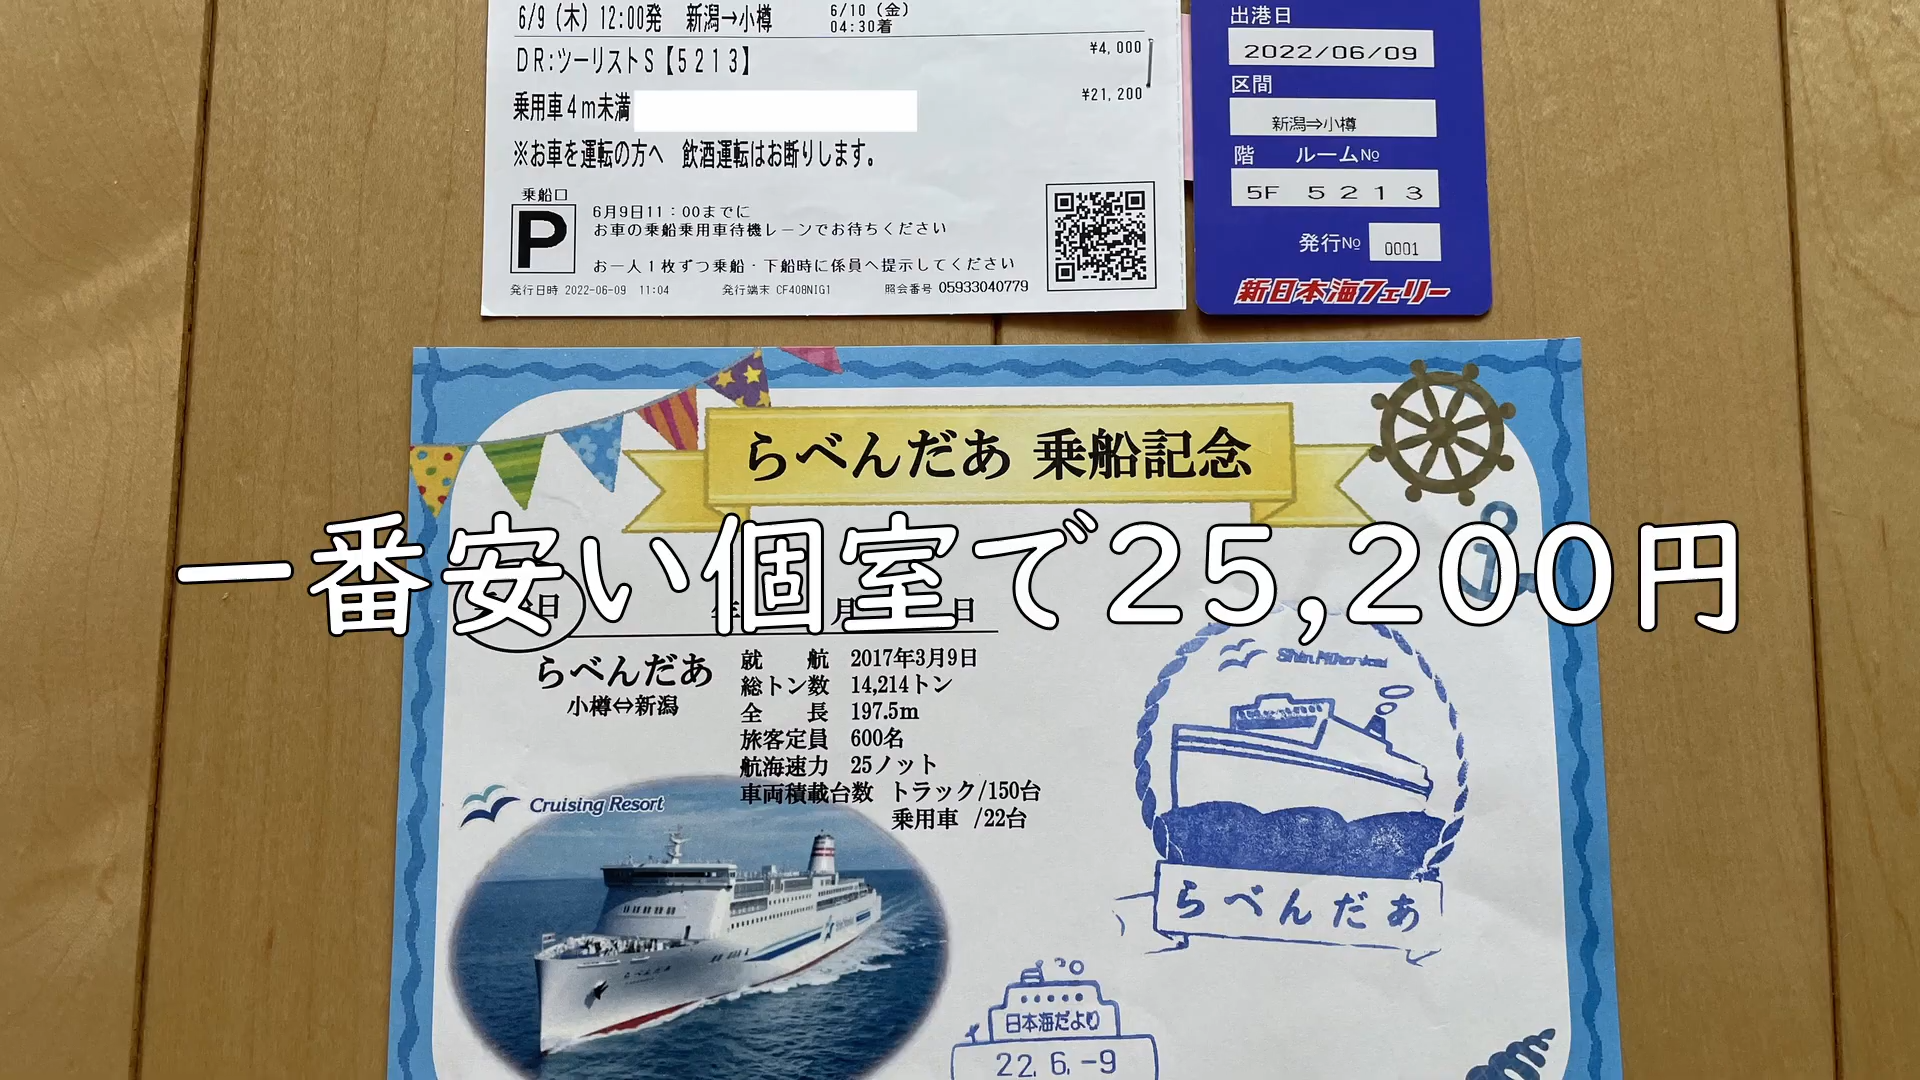 6/9（木）12:00発　新潟→小樽　6/10（金）
04:30着
DR:ツーリストS【5213】　¥4,000
乗用車4m未満　¥21,200
※お車を運転の方へ　飲酒運転はお断りします。
乗船口
P
6月9日11：00までに
お車の乗船乗用車待機レーンでお待ちください
お一人1枚ずつ乗船・下船時に係員へ提示してください
発行日時 2022-06-09 11:04　発行端末 CF408NIG1　照会番号 05933040779
出港日
2022/06/09
区間
新潟⇒小樽
階　ルーム№
5F 5213
発行№ 0001
新日本海フェリー
らべんだあ 乗船記念
一番安い個室で25,200円
日　年　月　日
らべんだあ
小樽⇔新潟
就航　2017年3月9日
総トン数　14,214トン
全長　197.5m
旅客定員　600名
航海速力　25ノット
車両積載台数　トラック/150台
乗用車 /22台
Cruising Resort
らべんだあ
日本海だより
22. 6. -9